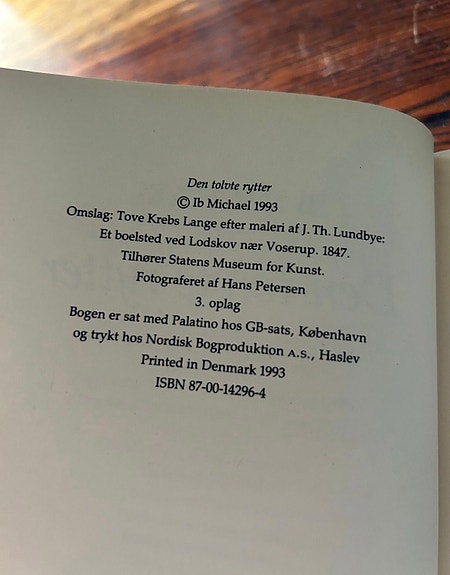 Den tolvte rytter
© Ib Michael 1993
Omslag: Tove Krebs Lange efter maleri af J. Th. Lundbye:
Et boelsted ved Lodskov nær Voserup. 1847.
Tilhører Statens Museum for Kunst.
Fotograferet af Hans Petersen
3. oplag
Bogen er sat med Palatino hos GB-sats, København
og trykt hos Nordisk Bogproduktion A.S., Haslev
Printed in Denmark 1993
ISBN 87-00-14296-4